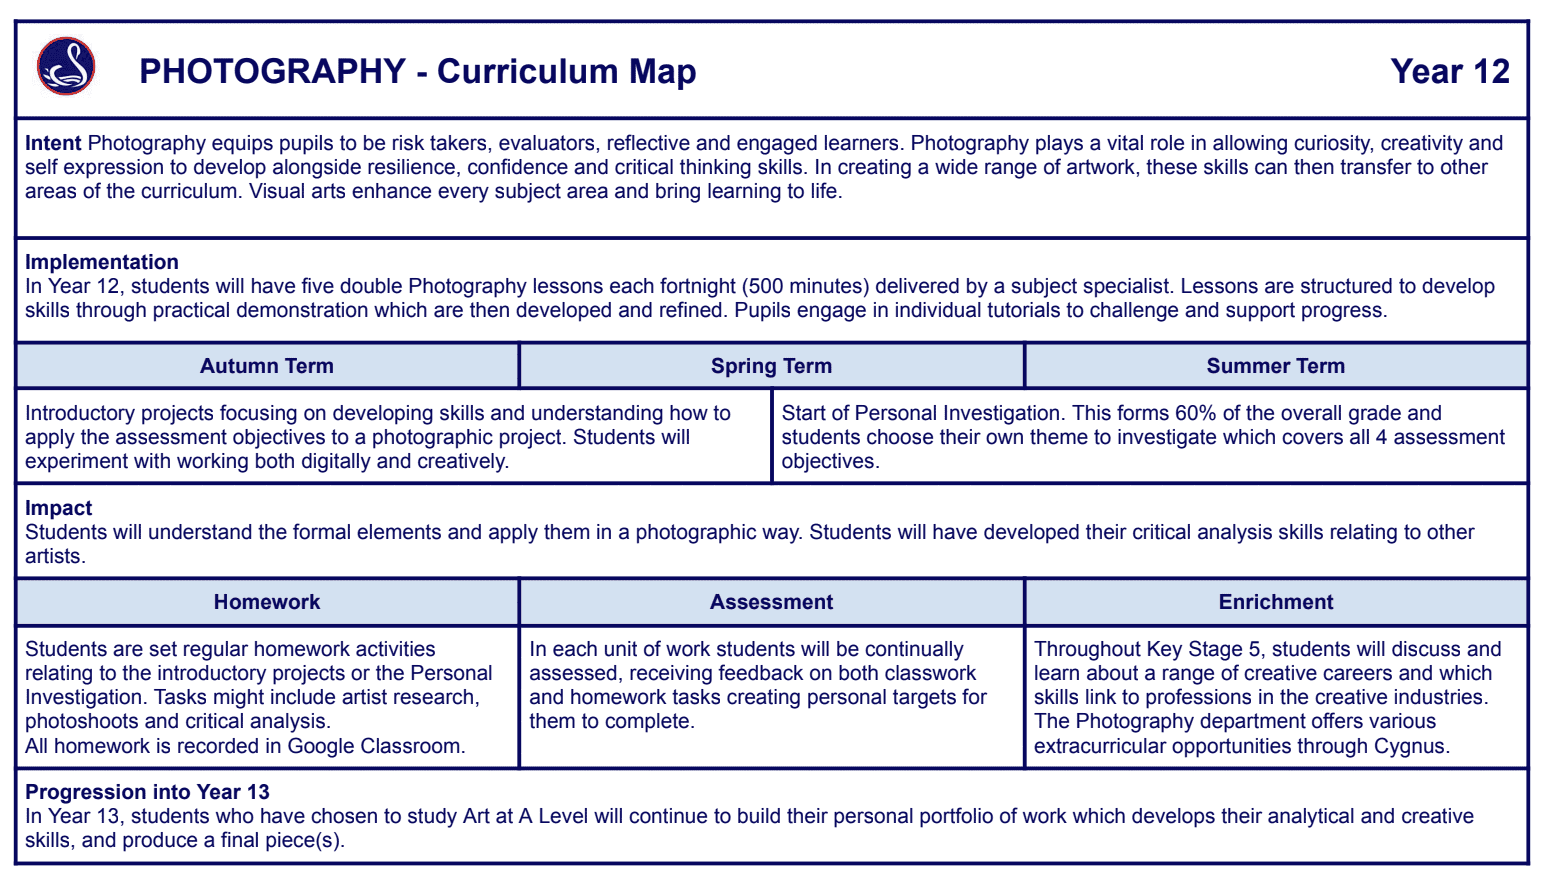 PHOTOGRAPHY - Curriculum Map
Year 12
Intent Photography equips pupils to be risk takers, evaluators, reflective and engaged learners. Photography plays a vital role in allowing curiosity, creativity and
self expression to develop alongside resilience, confidence and critical thinking skills. In creating a wide range of artwork, these skills can then transfer to other
areas of the curriculum. Visual arts enhance every subject area and bring learning to life.
Implementation
In Year 12, students will have five double Photography lessons each fortnight (500 minutes) delivered by a subject specialist. Lessons are structured to develop
skills through practical demonstration which are then developed and refined. Pupils engage in individual tutorials to challenge and support progress.
Autumn Term
Spring Term
Summer Term
Introductory projects focusing on developing skills and understanding how to
apply the assessment objectives to a photographic project. Students will
experiment with working both digitally and creatively.
Start of Personal Investigation. This forms 60% of the overall grade and
students choose their own theme to investigate which covers all 4 assessment
objectives.
Impact
Students will understand the formal elements and apply them in a photographic way. Students will have developed their critical analysis skills relating to other
artists.
Homework
Assessment
Enrichment
Students are set regular homework activities
relating to the introductory projects or the Personal
Investigation. Tasks might include artist research,
photoshoots and critical analysis.
All homework is recorded in Google Classroom.
In each unit of work students will be continually
assessed, receiving feedback on both classwork
and homework tasks creating personal targets for
them to complete.
Throughout Key Stage 5, students will discuss and
learn about a range of creative careers and which
skills link to professions in the creative industries.
The Photography department offers various
extracurricular opportunities through Cygnus.
Progression into Year 13
In Year 13, students who have chosen to study Art at A Level will continue to build their personal portfolio of work which develops their analytical and creative
skills, and produce a final piece(s).